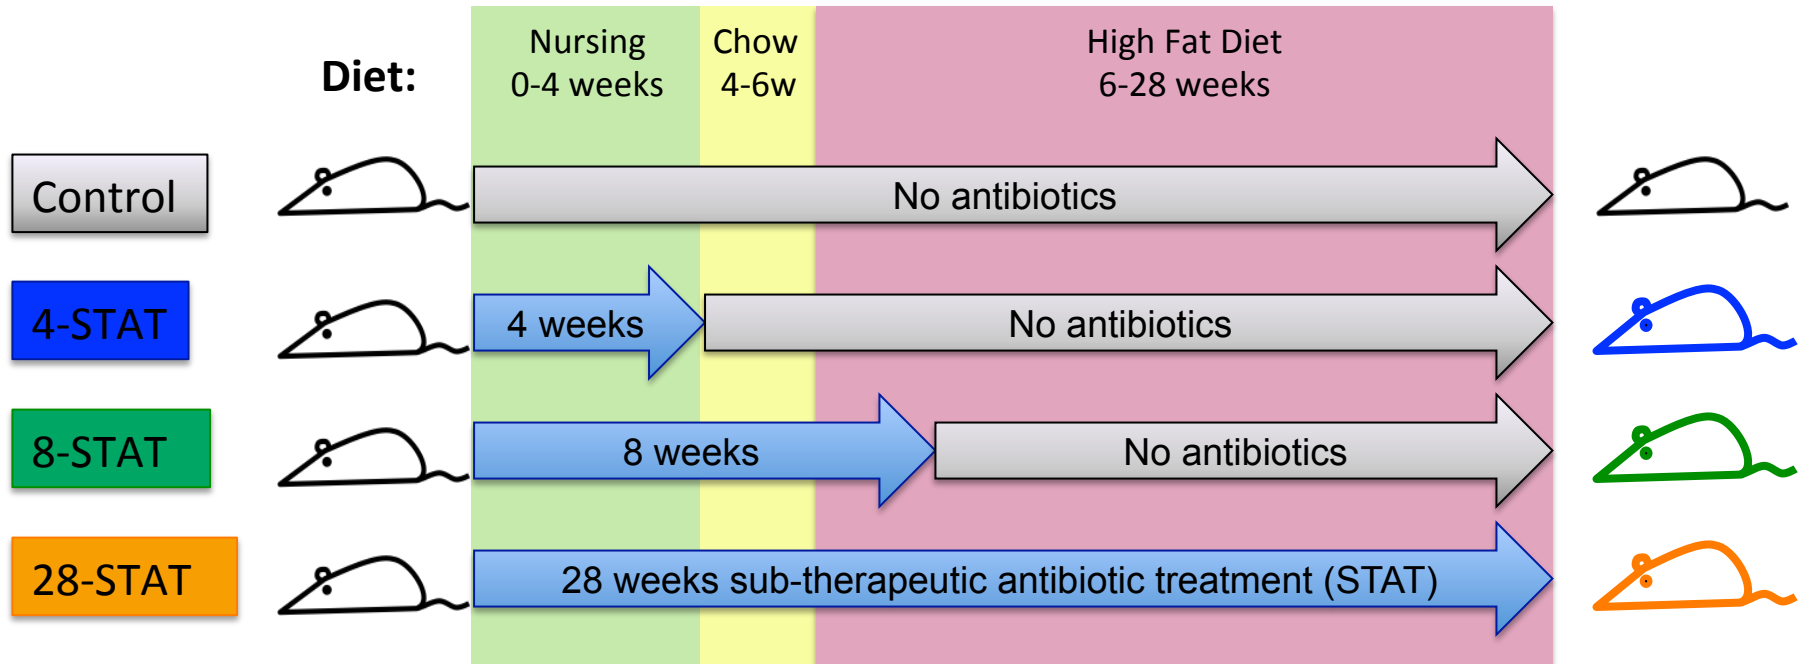 Diet:
Nursing
0-4 weeks
Chow
4-6w
High Fat Diet
6-28 weeks
Control
No antibiotics
4-STAT
4 weeks
No antibiotics
8-STAT
8 weeks
No antibiotics
28-STAT
28 weeks sub-therapeutic antibiotic treatment (STAT)